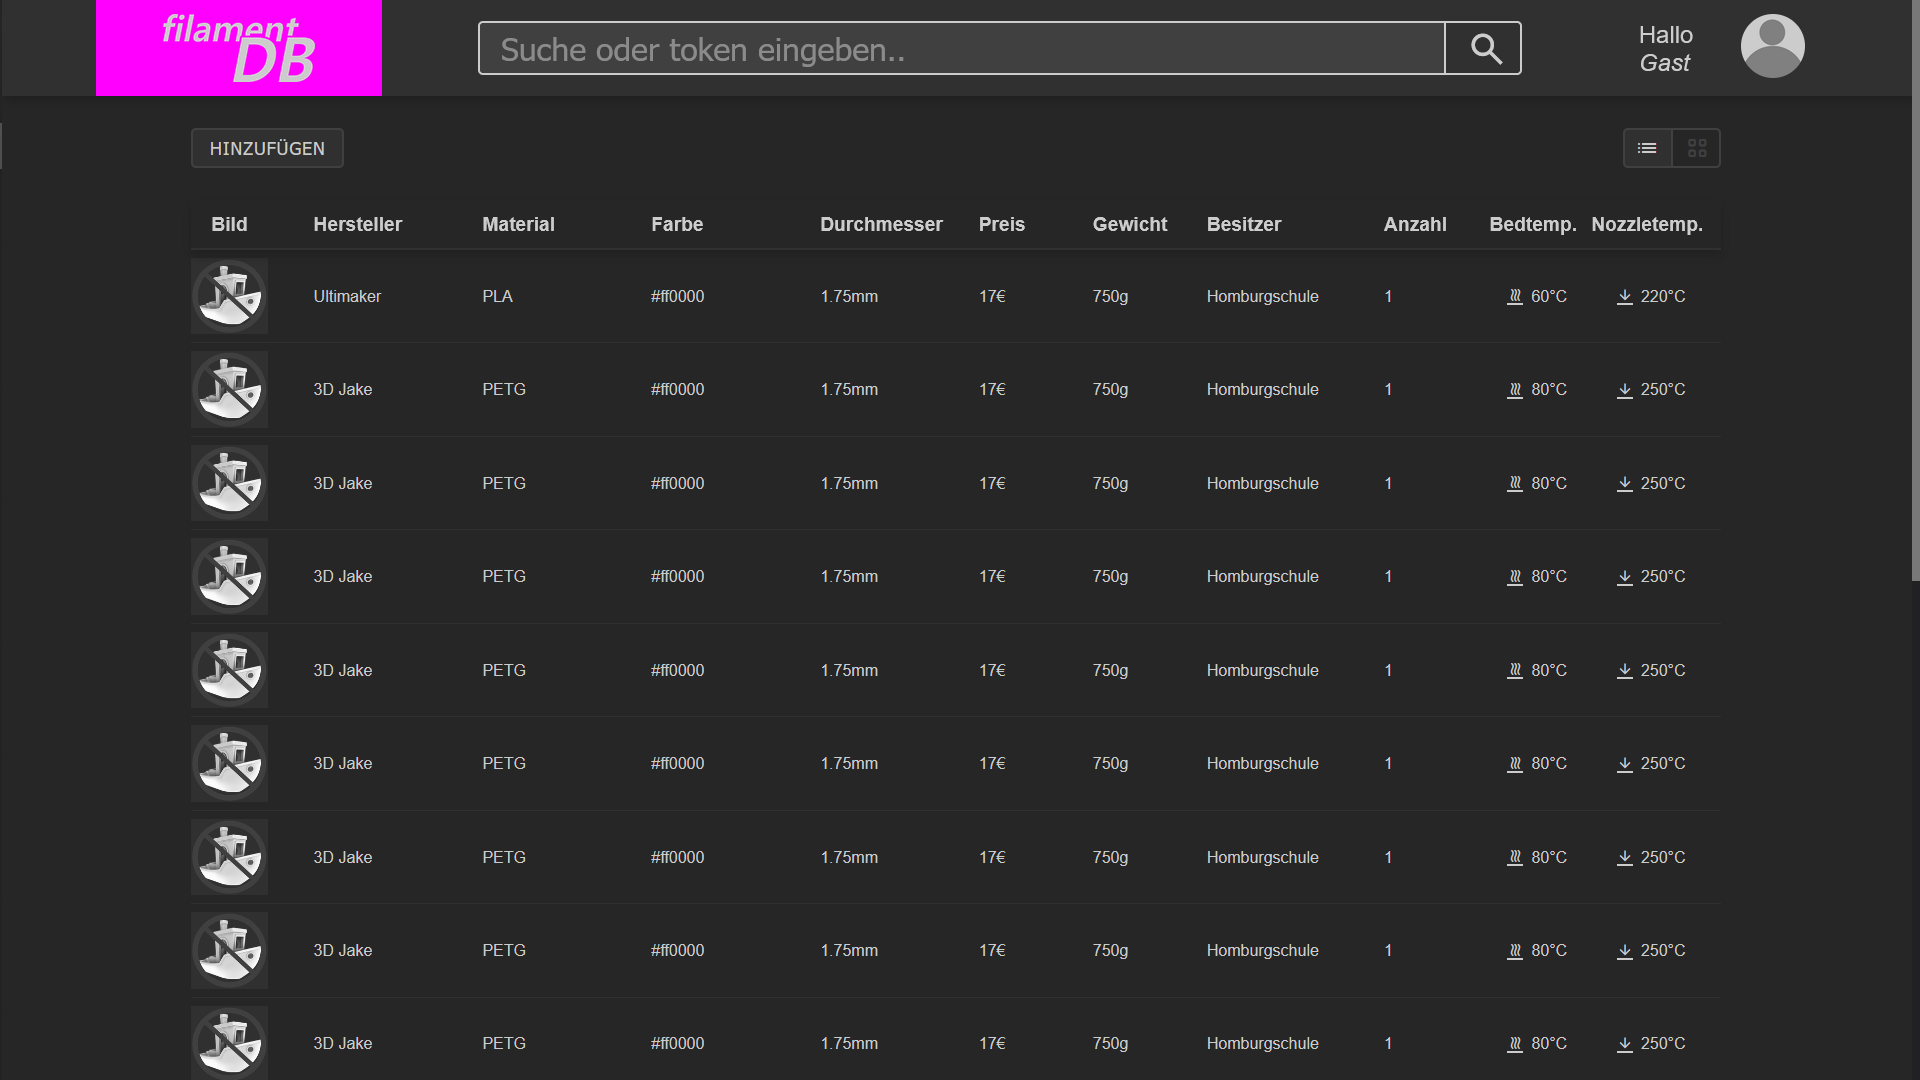 filament
DB
Suche oder token eingeben..
Hallo
Gast
HINZUFÜGEN
Bild Hersteller Material Farbe Durchmesser Preis Gewicht Besitzer Anzahl Bedtemp. Nozzletemp.
Ultimaker PLA #ff0000 1.75mm 17€ 750g Homburgschule 1 60°C 220°C
3D Jake PETG #ff0000 1.75mm 17€ 750g Homburgschule 1 80°C 250°C
3D Jake PETG #ff0000 1.75mm 17€ 750g Homburgschule 1 80°C 250°C
3D Jake PETG #ff0000 1.75mm 17€ 750g Homburgschule 1 80°C 250°C
3D Jake PETG #ff0000 1.75mm 17€ 750g Homburgschule 1 80°C 250°C
3D Jake PETG #ff0000 1.75mm 17€ 750g Homburgschule 1 80°C 250°C
3D Jake PETG #ff0000 1.75mm 17€ 750g Homburgschule 1 80°C 250°C
3D Jake PETG #ff0000 1.75mm 17€ 750g Homburgschule 1 80°C 250°C
3D Jake PETG #ff0000 1.75mm 17€ 750g Homburgschule 1 80°C 250°C